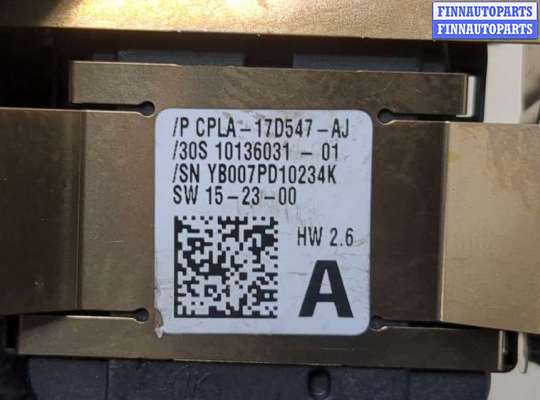 FINNAUTOPARTS
FINNAUTOPARTS
/P CPLA-17D547-AJ
/30S 10136031 - 01
/SN YB007PD10234K
SW 15-23-00
HW 2.6
A